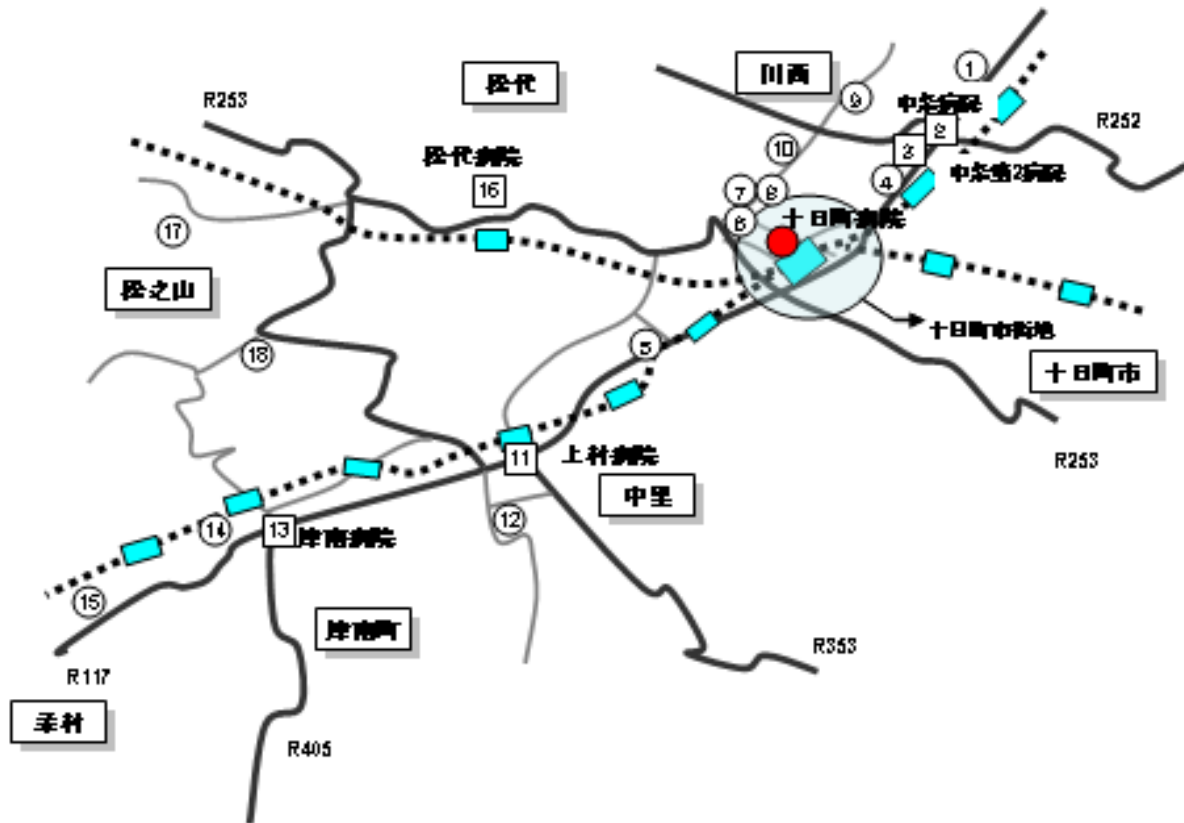 松代
川西
①
R253
⑨
中条病院
R252
2
松代病院
⑩
3
16
④
中条第2病院
⑦
⑧
⑥
十日町病院
⑰
松之山
十日町市街地
⑤
⑱
十日町市
上村病院
R253
11
中里
⑭
13
津南病院
⑫
⑮
津南町
R353
R117
R405